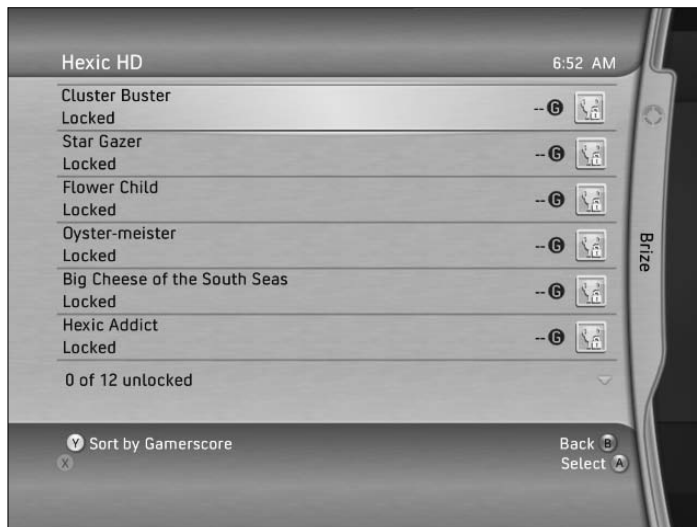 Hexic HD 6:52 AM
Cluster Buster
Locked
--G
Star Gazer
Locked
--G
Flower Child
Locked
--G
Oyster-meister
Locked
--G
Big Cheese of the South Seas
Locked
--G
Hexic Addict
Locked
--G
0 of 12 unlocked
Brize
Y Sort by Gamerscore
Back B
X
Select A